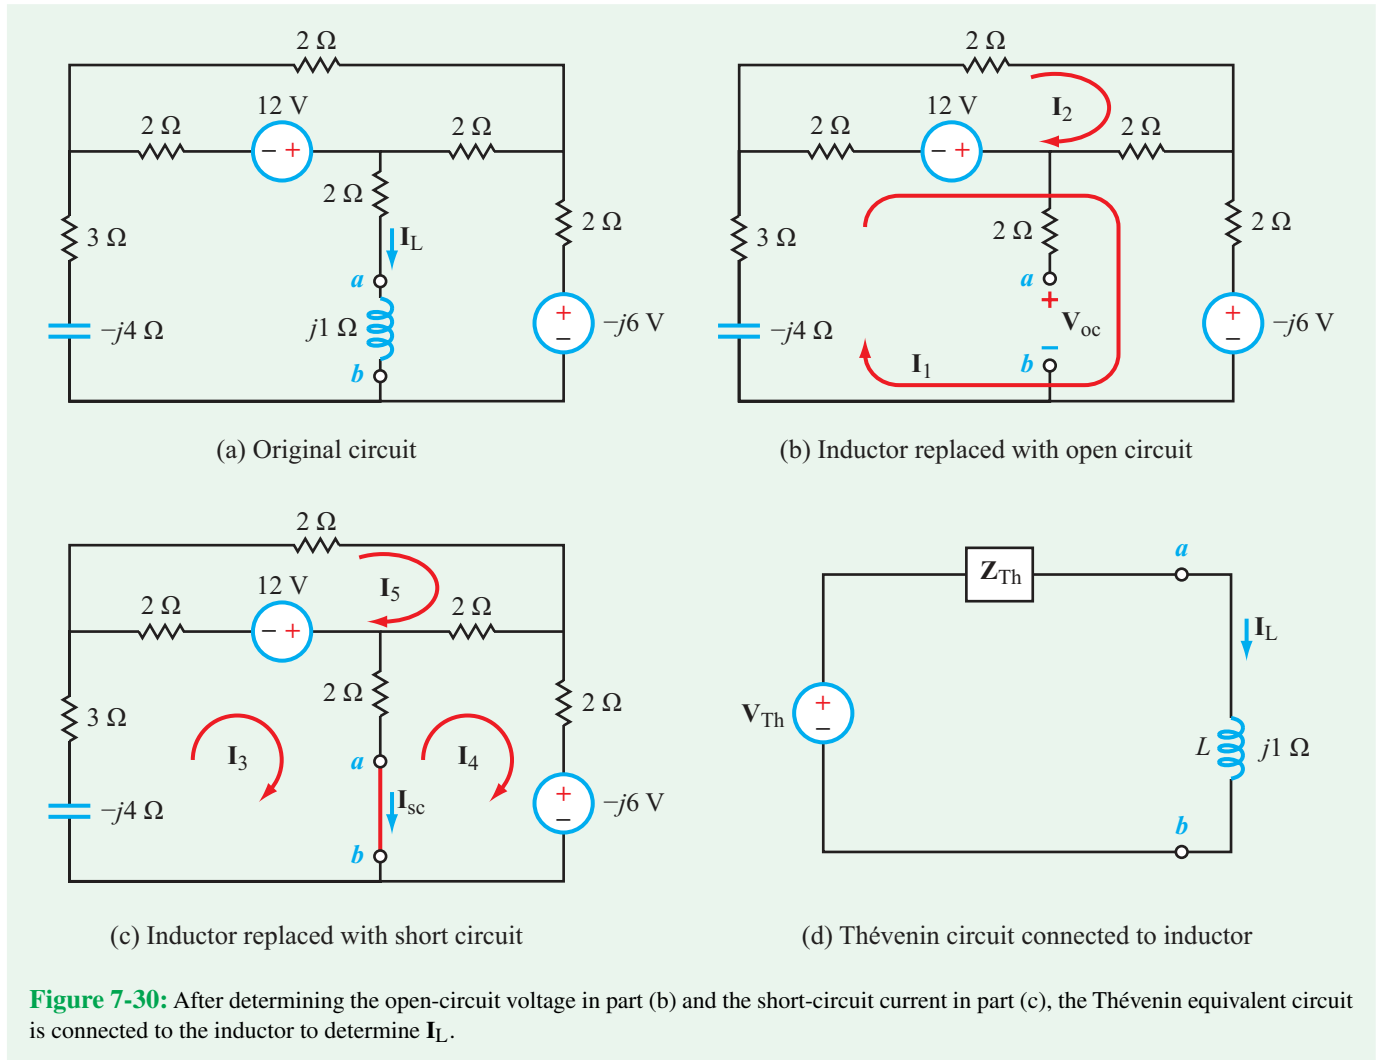 2 Ω
12 V
2 Ω
− +
2 Ω
2 Ω
I_L
3 Ω
2 Ω
a
−j4 Ω
j1 Ω
+
−
−j6 V
b
(a) Original circuit
2 Ω
12 V
I_2
2 Ω
− +
2 Ω
3 Ω
2 Ω
2 Ω
a
+
−j4 Ω
V_oc
+
−
−j6 V
−
b
I_1
(b) Inductor replaced with open circuit
2 Ω
12 V
I_5
2 Ω
− +
2 Ω
2 Ω
3 Ω
2 Ω
I_3
a
I_4
−j4 Ω
I_sc
+
−
−j6 V
b
(c) Inductor replaced with short circuit
Z_Th
a
I_L
V_Th
+
−
L
j1 Ω
b
(d) Thévenin circuit connected to inductor
Figure 7-30: After determining the open-circuit voltage in part (b) and the short-circuit current in part (c), the Thévenin equivalent circuit
is connected to the inductor to determine I_L.